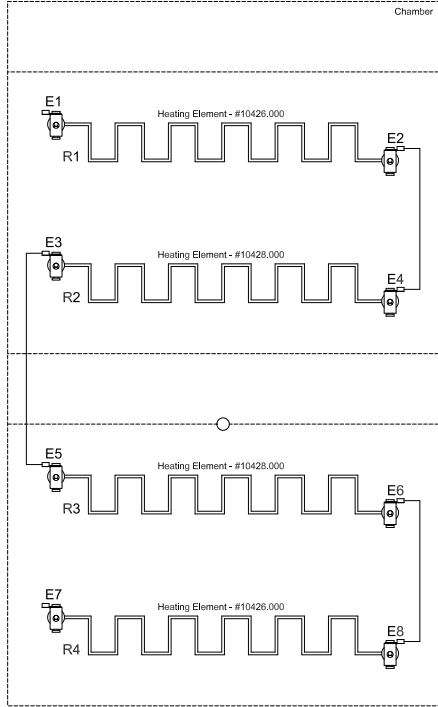 Chamber
E1
Heating Element - #10426.000
E2
R1
E3
Heating Element - #10428.000
E4
R2
E5
Heating Element - #10428.000
E6
R3
E7
Heating Element - #10426.000
E8
R4